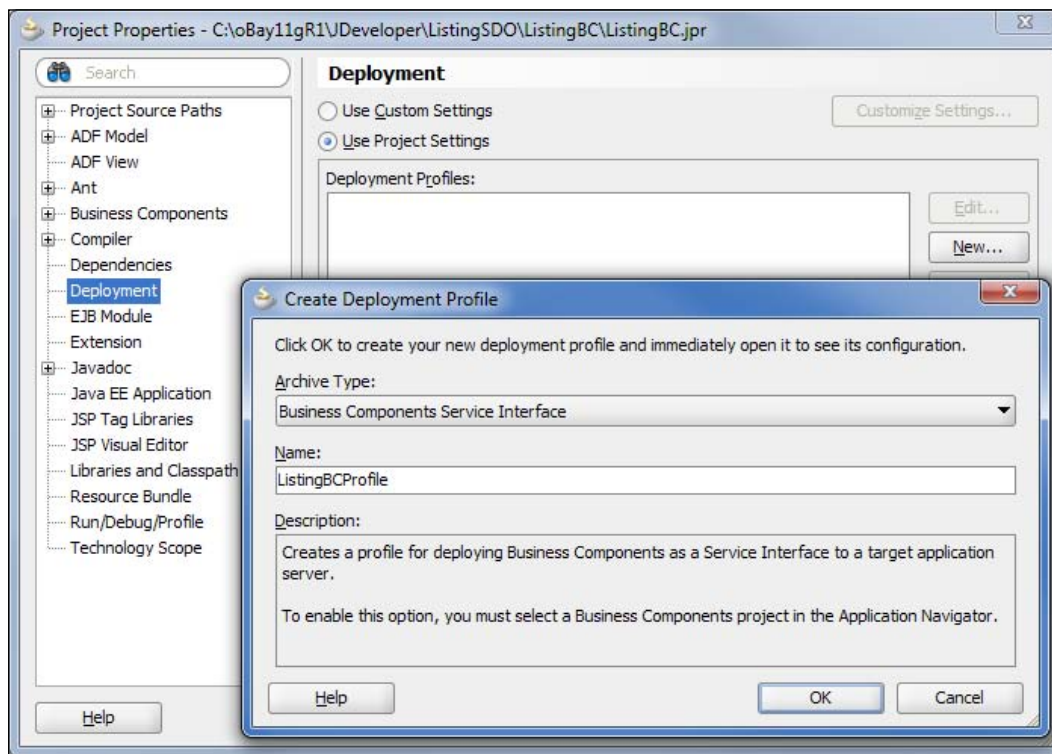 Project Properties - C:\oBay11gR1\JDeveloper\ListingSDO\ListingBC\ListingBC.jpr
Search
Project Source Paths
ADF Model
ADF View
Ant
Business Components
Compiler
Dependencies
Deployment
EJB Module
Extension
Javadoc
Java EE Application
JSP Tag Libraries
JSP Visual Editor
Libraries and Classpath
Resource Bundle
Run/Debug/Profile
Technology Scope
Help
Deployment
Use Custom Settings
Customize Settings...
Use Project Settings
Deployment Profiles:
Edit...
New...
Create Deployment Profile
Click OK to create your new deployment profile and immediately open it to see its configuration.
Archive Type:
Business Components Service Interface
Name:
ListingBCProfile
Description:
Creates a profile for deploying Business Components as a Service Interface to a target application
server.
To enable this option, you must select a Business Components project in the Application Navigator.
Help
OK
Cancel